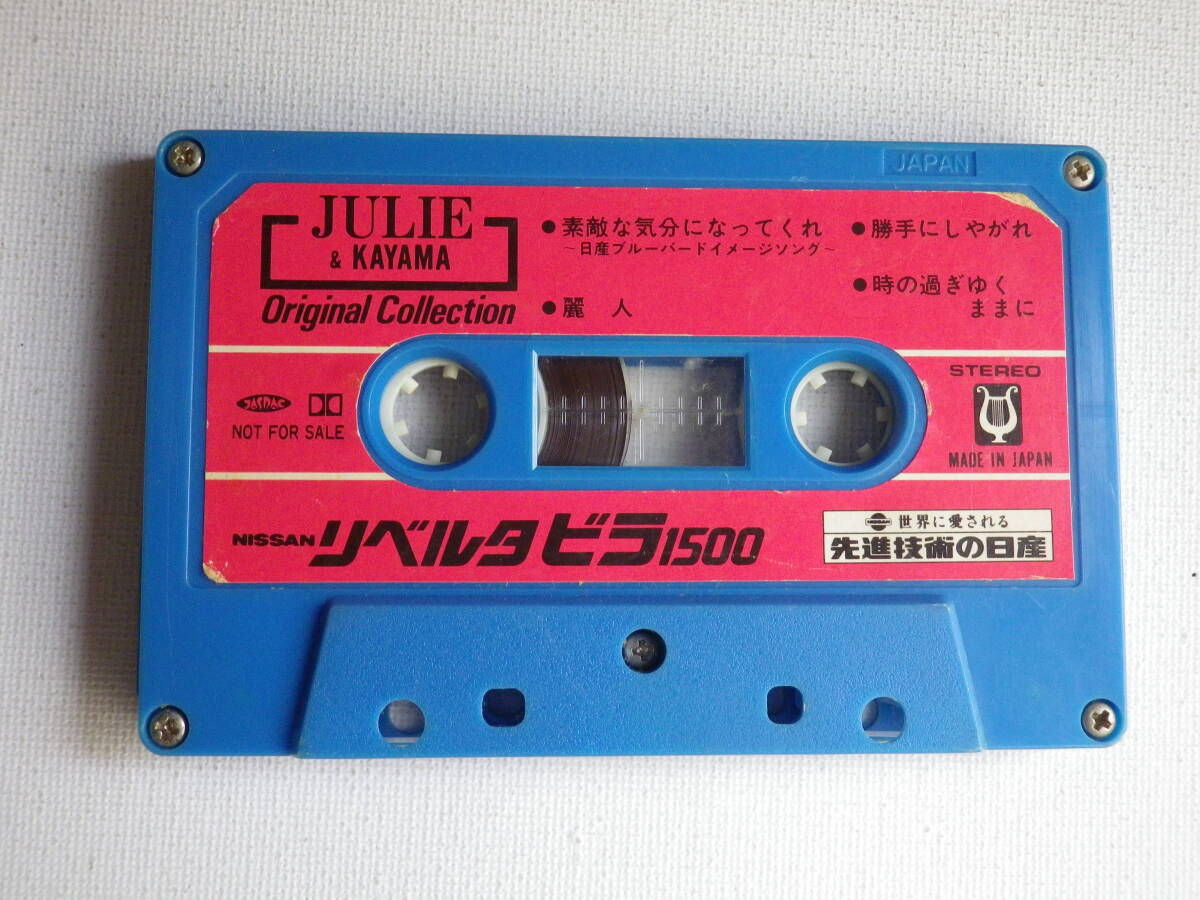 JAPAN
JULIE
& KAYAMA
Original Collection
●素敵な気分になってくれ
～日産ブルーバードイメージソング～
●麗 人
●勝手にしやがれ
●時の過ぎゆく
ままに
JASRAC
NOT FOR SALE
STEREO
MADE IN JAPAN
NISSAN リベルタビラ1500
NISSAN 世界に愛される
先進技術の日産